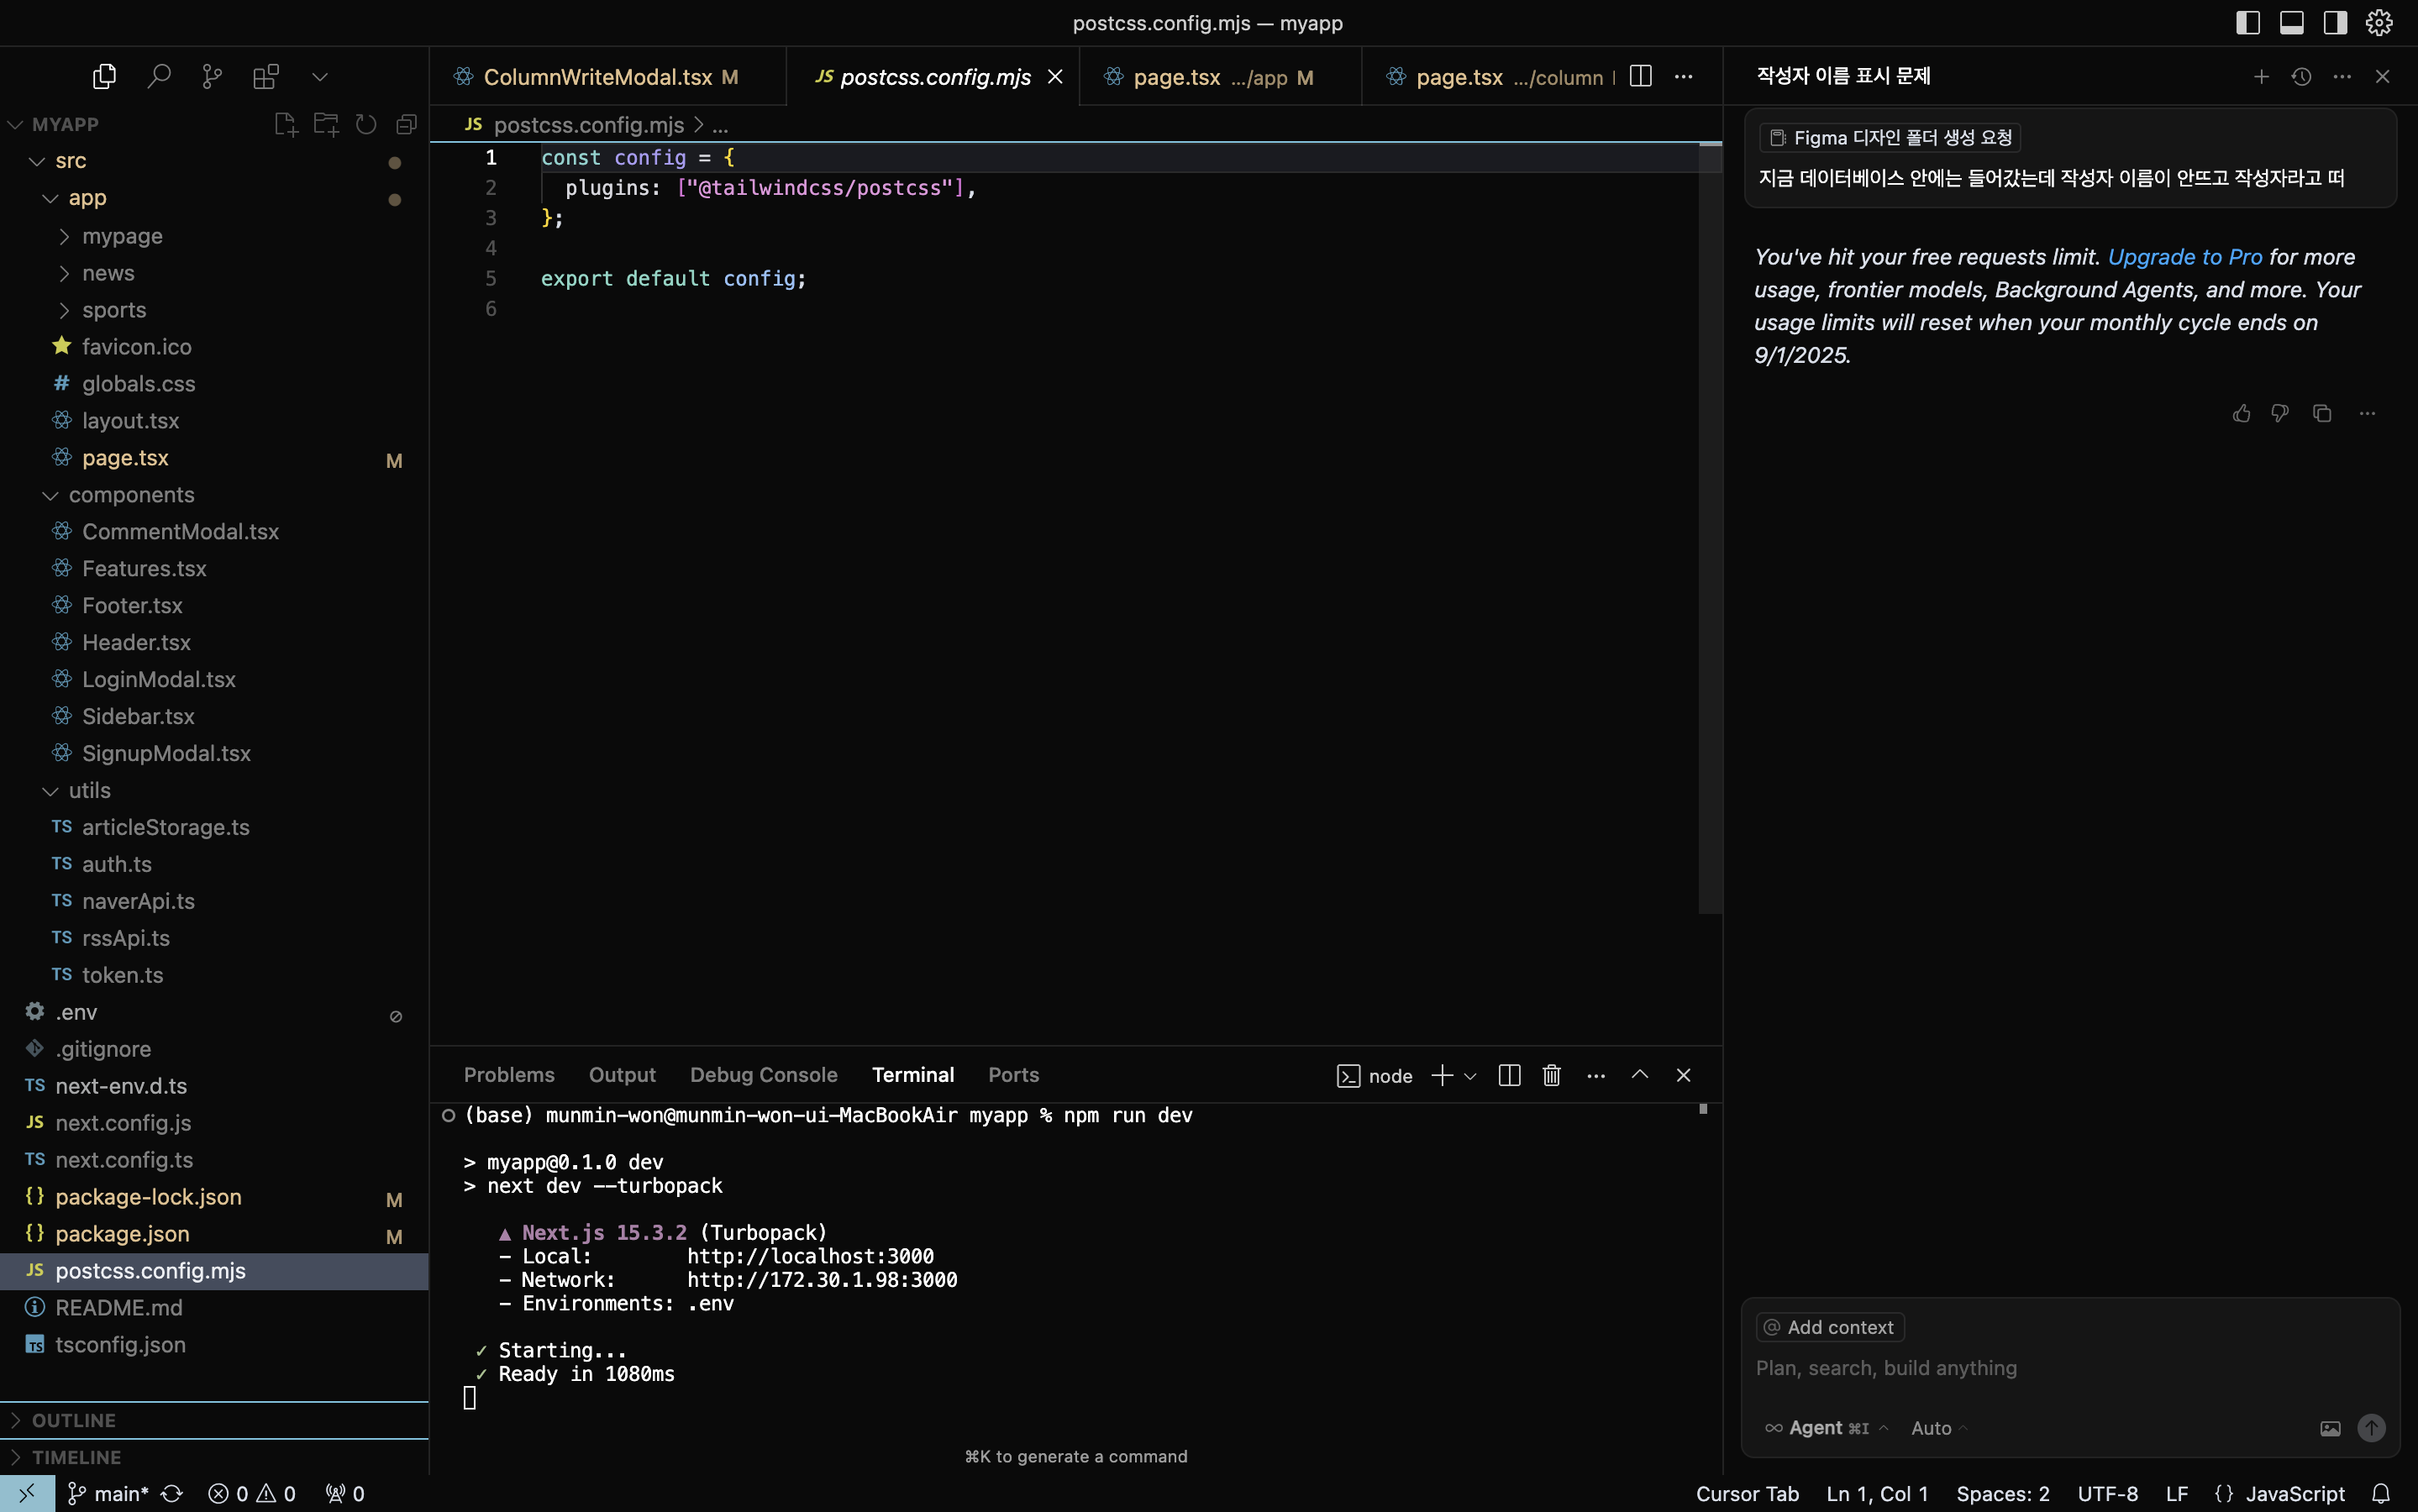 postcss.config.mjs — myapp
MYAPP
src
app
mypage
news
sports
favicon.ico
# globals.css
layout.tsx
page.tsx M
components
CommentModal.tsx
Features.tsx
Footer.tsx
Header.tsx
LoginModal.tsx
Sidebar.tsx
SignupModal.tsx
utils
TS articleStorage.ts
TS auth.ts
TS naverApi.ts
TS rssApi.ts
TS token.ts
.env
.gitignore
TS next-env.d.ts
JS next.config.js
TS next.config.ts
{} package-lock.json M
{} package.json M
JS postcss.config.mjs
README.md
TS tsconfig.json
OUTLINE
TIMELINE
ColumnWriteModal.tsx M
JS postcss.config.mjs
page.tsx .../app M
page.tsx .../column
JS postcss.config.mjs > ...
1 const config = {
2 plugins: ["@tailwindcss/postcss"],
3 };
4
5 export default config;
6
Problems Output Debug Console Terminal Ports
node
(base) munmin-won@munmin-won-ui-MacBookAir myapp % npm run dev
> myapp@0.1.0 dev
> next dev --turbopack
▲ Next.js 15.3.2 (Turbopack)
- Local: http://localhost:3000
- Network: http://172.30.1.98:3000
- Environments: .env
✓ Starting...
✓ Ready in 1080ms
⌘K to generate a command
작성자 이름 표시 문제
Figma 디자인 폴더 생성 요청
지금 데이터베이스 안에는 들어갔는데 작성자 이름이 안뜨고 작성자라고 떠
You've hit your free requests limit. Upgrade to Pro for more
usage, frontier models, Background Agents, and more. Your
usage limits will reset when your monthly cycle ends on
9/1/2025.
@ Add context
Plan, search, build anything
∞ Agent ⌘I Auto
main* 0 0 0
Cursor Tab Ln 1, Col 1 Spaces: 2 UTF-8 LF {} JavaScript